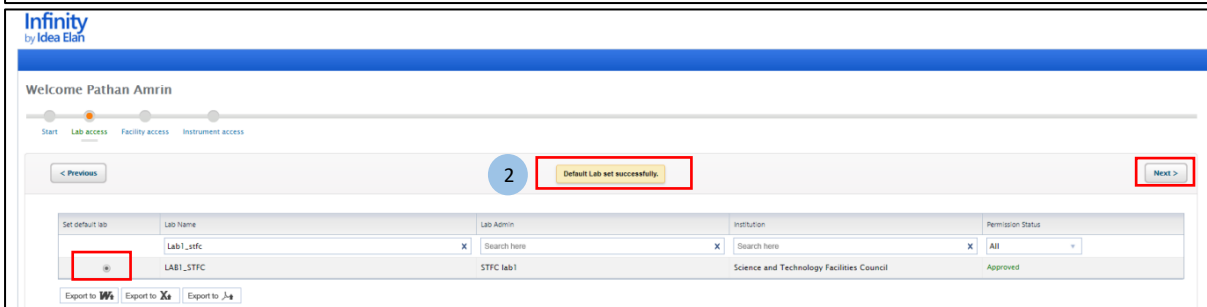 Infinity
by Idea Elan
Welcome Pathan Amrin
Start Lab access Facility access Instrument access
< Previous 2 Default Lab set successfully. Next >
Set default lab Lab Name Lab Admin Institution Permission Status
Lab1_stfc X Search here X Search here X All
LAB1_STFC STFC lab1 Science and Technology Facilities Council Approved
Export to W Export to X Export to